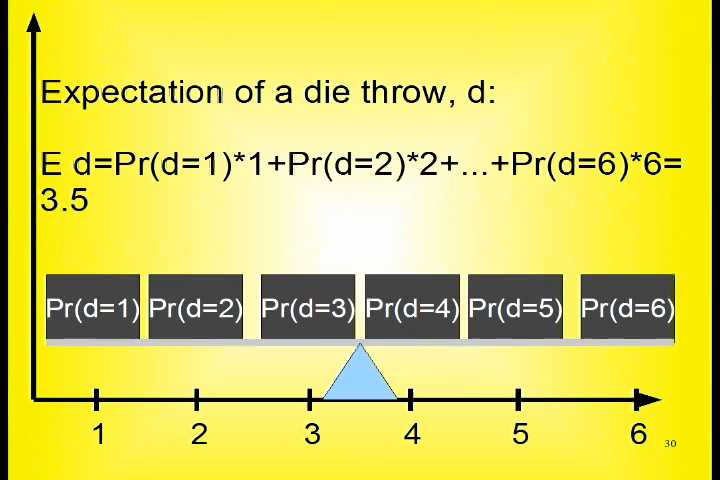 Expectation of a die throw, d:
E d=Pr(d=1)*1+Pr(d=2)*2+...+Pr(d=6)*6=
3.5
Pr(d=1) Pr(d=2) Pr(d=3) Pr(d=4) Pr(d=5) Pr(d=6)
1 2 3 4 5 6
30